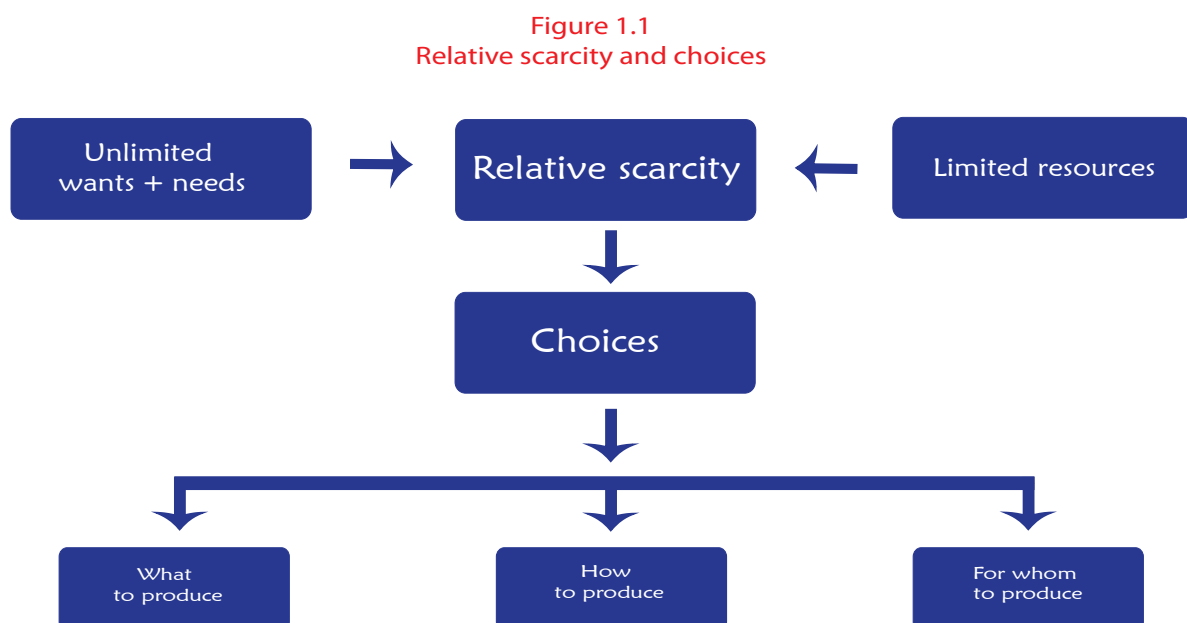 Figure 1.1
Relative scarcity and choices
Unlimited
wants + needs
Relative scarcity
Limited resources
Choices
What
to produce
How
to produce
For whom
to produce